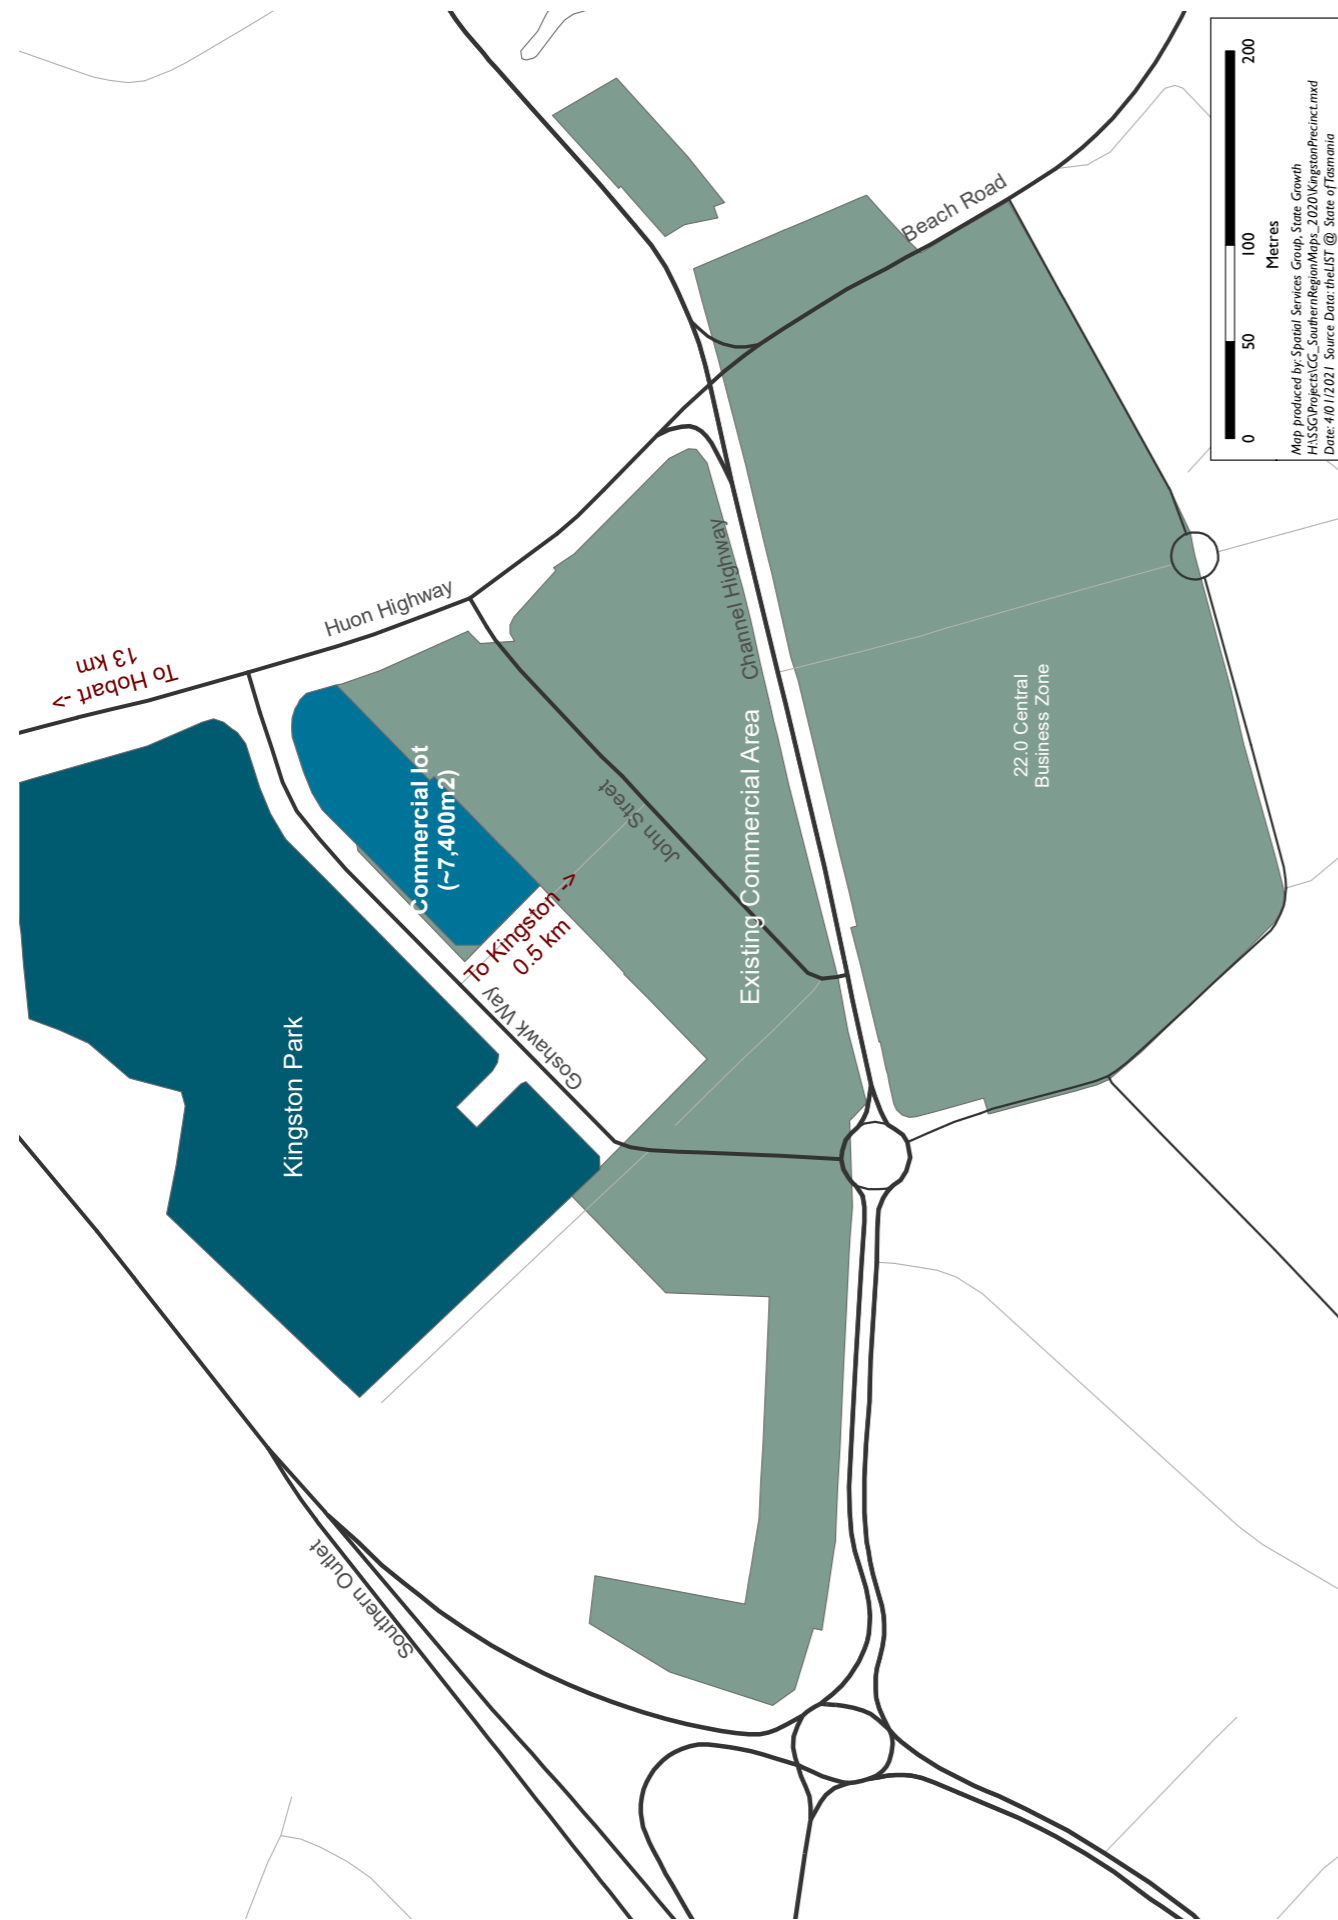 To Hobart ->
13 km
Huon Highway
Beach Road
Kingston Park
Commercial lot
(~7,400m2)
To Kingston ->
0.5 km
Goshawk Way
John Street
Channel Highway
Existing Commercial Area
22.0 Central
Business Zone
Southern Outlet
0 50 100 200
Metres
Map produced by: Spatial Services Group, State Growth
H:\SSG\Projects\CG_SouthernRegionMaps_2020\KingstonPrecinct.mxd
Date: 4/01/2021 Source Data: theLIST @ State of Tasmania